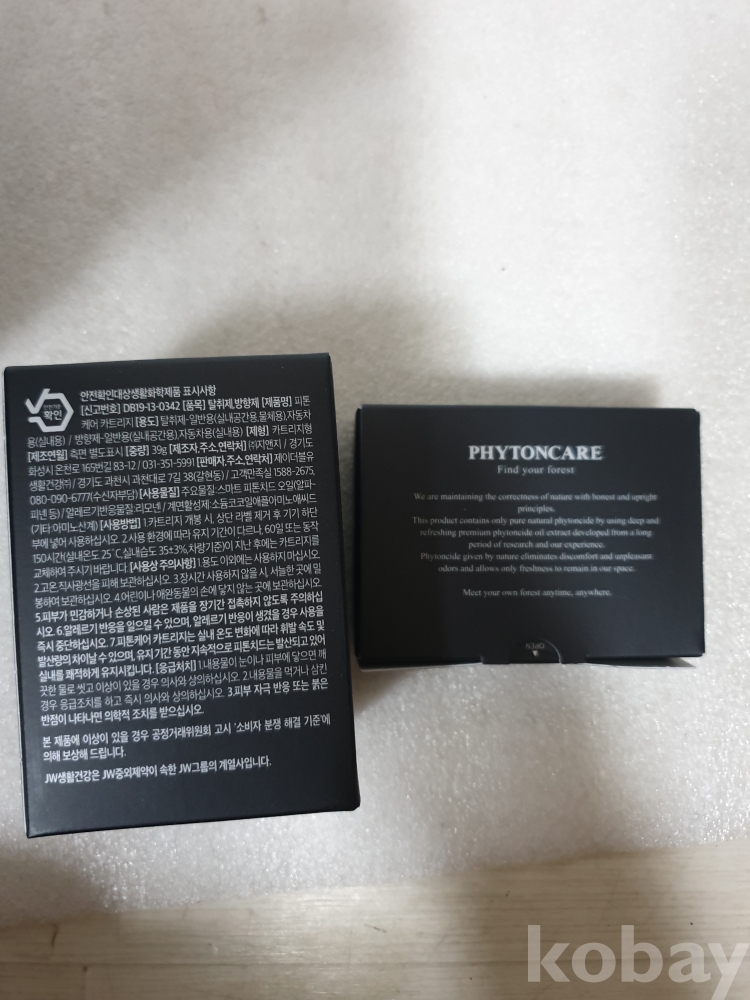 안전확인
확인
안전확인대상생활화학제품 표시사항
[신고번호] DB19-13-0342 [품목] 탈취제,방향제 [제품명] 피톤
케어 카트리지 [용도] 탈취제-일반용(실내공간용,물체용),자동차
용(실내용) / 방향제-일반용(실내공간용),자동차용(실내용) [제형] 카트리지형
[제조연월] 측면 별도표시 [중량] 39g [제조자,주소,연락처] ㈜지앤지 / 경기도
화성시 온천로 165번길 83-12 / 031-351-5991 [판매자,주소,연락처] 제이더블유
생활건강㈜ / 경기도 과천시 과천대로 7길 38(갈현동) / 고객만족실 1588-2675,
080-090-6777(수신자부담) [사용물질] 주요물질:스마트 피톤치드 오일(알파-
피넨 등) / 알레르기반응물질:리모넨 / 계면활성제:소듐코코일애플아미노애씨드
(기타 아미노산계) [사용방법] 1.카트리지 개봉 시, 상단 라벨 제거 후 기기 하단
부에 넣어 사용하십시오. 2.사용 환경에 따라 유지 기간이 다르나, 60일 또는 동작
150시간(실내온도 25˚C,실내습도 35±3% 차량기준)이 지난 후에는 카트리지를
교체하여 주시기 바랍니다. [사용상 주의사항] 1.용도 이외에는 사용하지 마십시오.
2.고온,직사광선을 피해 보관하십시오. 3.장시간 사용하지 않을 시, 서늘한 곳에 밀
봉하여 보관하십시오. 4.어린이나 애완동물의 손에 닿지 않는 곳에 보관하십시오.
5.피부가 민감하거나 손상된 사람은 제품을 장기간 접촉하지 않도록 주의하십
시오. 6.알레르기 반응을 일으킬 수 있으며, 알레르기 반응이 생겼을 경우 사용을
즉시 중단하십시오. 7.피톤케어 카트리지는 실내 온도 변화에 따라 휘발 속도 및
발산량의 차이가 날 수 있으며, 유지 기간 동안 지속적으로 피톤치드는 발산되고 있어
실내를 쾌적하게 유지시킵니다. [응급처치] 1.내용물이 눈이나 피부에 닿으면 깨
끗한 물로 씻고 이상이 있을 경우 의사와 상의하십시오. 2.내용물을 먹거나 삼킨
경우 응급조치를 하고 즉시 의사와 상의하십시오. 3.피부 자극 반응 또는 붉은
반점이 나타나면 의학적 조치를 받으십시오.
본 제품에 이상이 있을 경우 공정거래위원회 고시 '소비자 분쟁 해결 기준'에
의해 보상해 드립니다.
JW생활건강은 JW중외제약이 속한 JW그룹의 계열사입니다.
PHYTONCARE
Find your forest
We are maintaining the correctness of nature with honest and upright
principles.
This product contains only pure natural phytoncide by using deep and
refreshing premium phytoncide oil extract developed from a long
period of research and our experience.
Phytoncide given by nature eliminates discomfort and unpleasant
odors and allows only freshness to remain in our space.
Meet your own forest anytime, anywhere.
OPEN
kobay